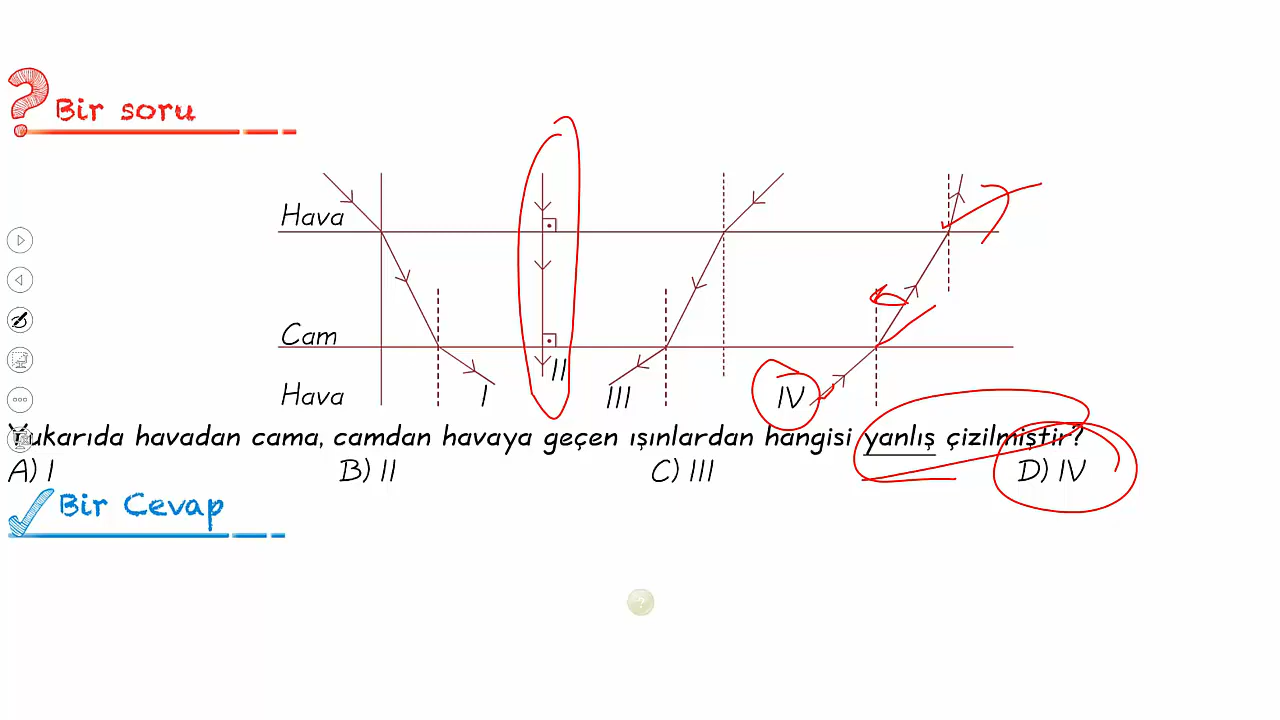 Bir soru
Hava
Cam
Hava
I
II
III
IV
Yukarıda havadan cama, camdan havaya geçen ışınlardan hangisi yanlış çizilmiştir?
A) I B) II C) III D) IV
Bir Cevap
?